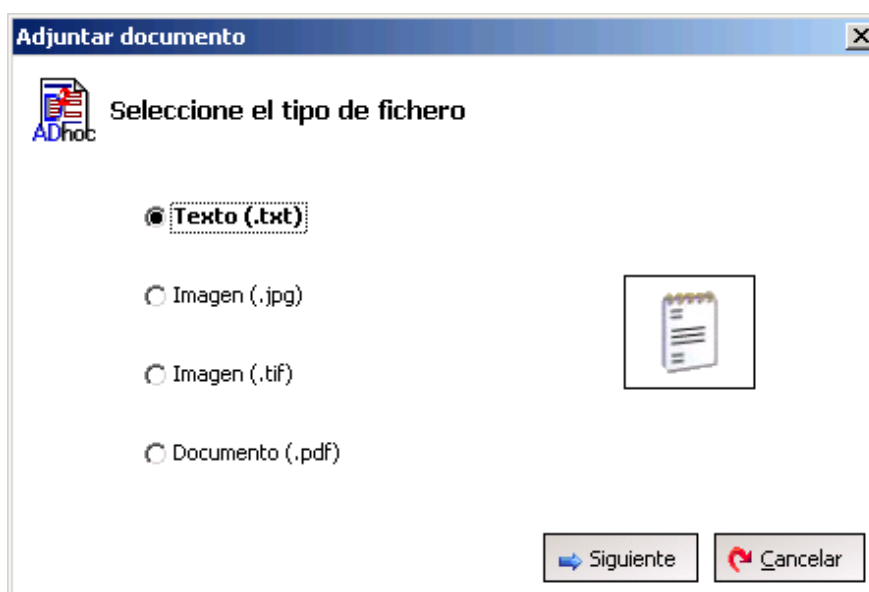 Adjuntar documento
ADhoc
Seleccione el tipo de fichero
Texto (.txt)
Imagen (.jpg)
Imagen (.tif)
Documento (.pdf)
Siguiente
Cancelar